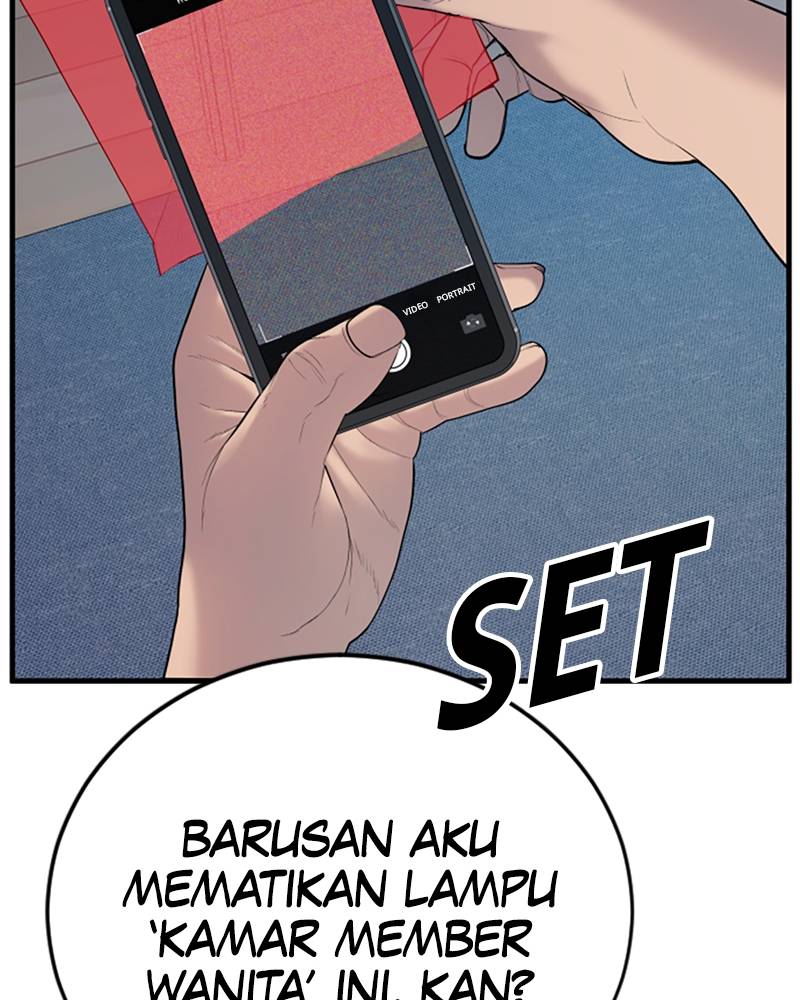 VIDEO PORTRAIT
SET
BARUSAN AKU
MEMATIKAN LAMPU
'KAMAR MEMBER
WANITA' INI, KAN?